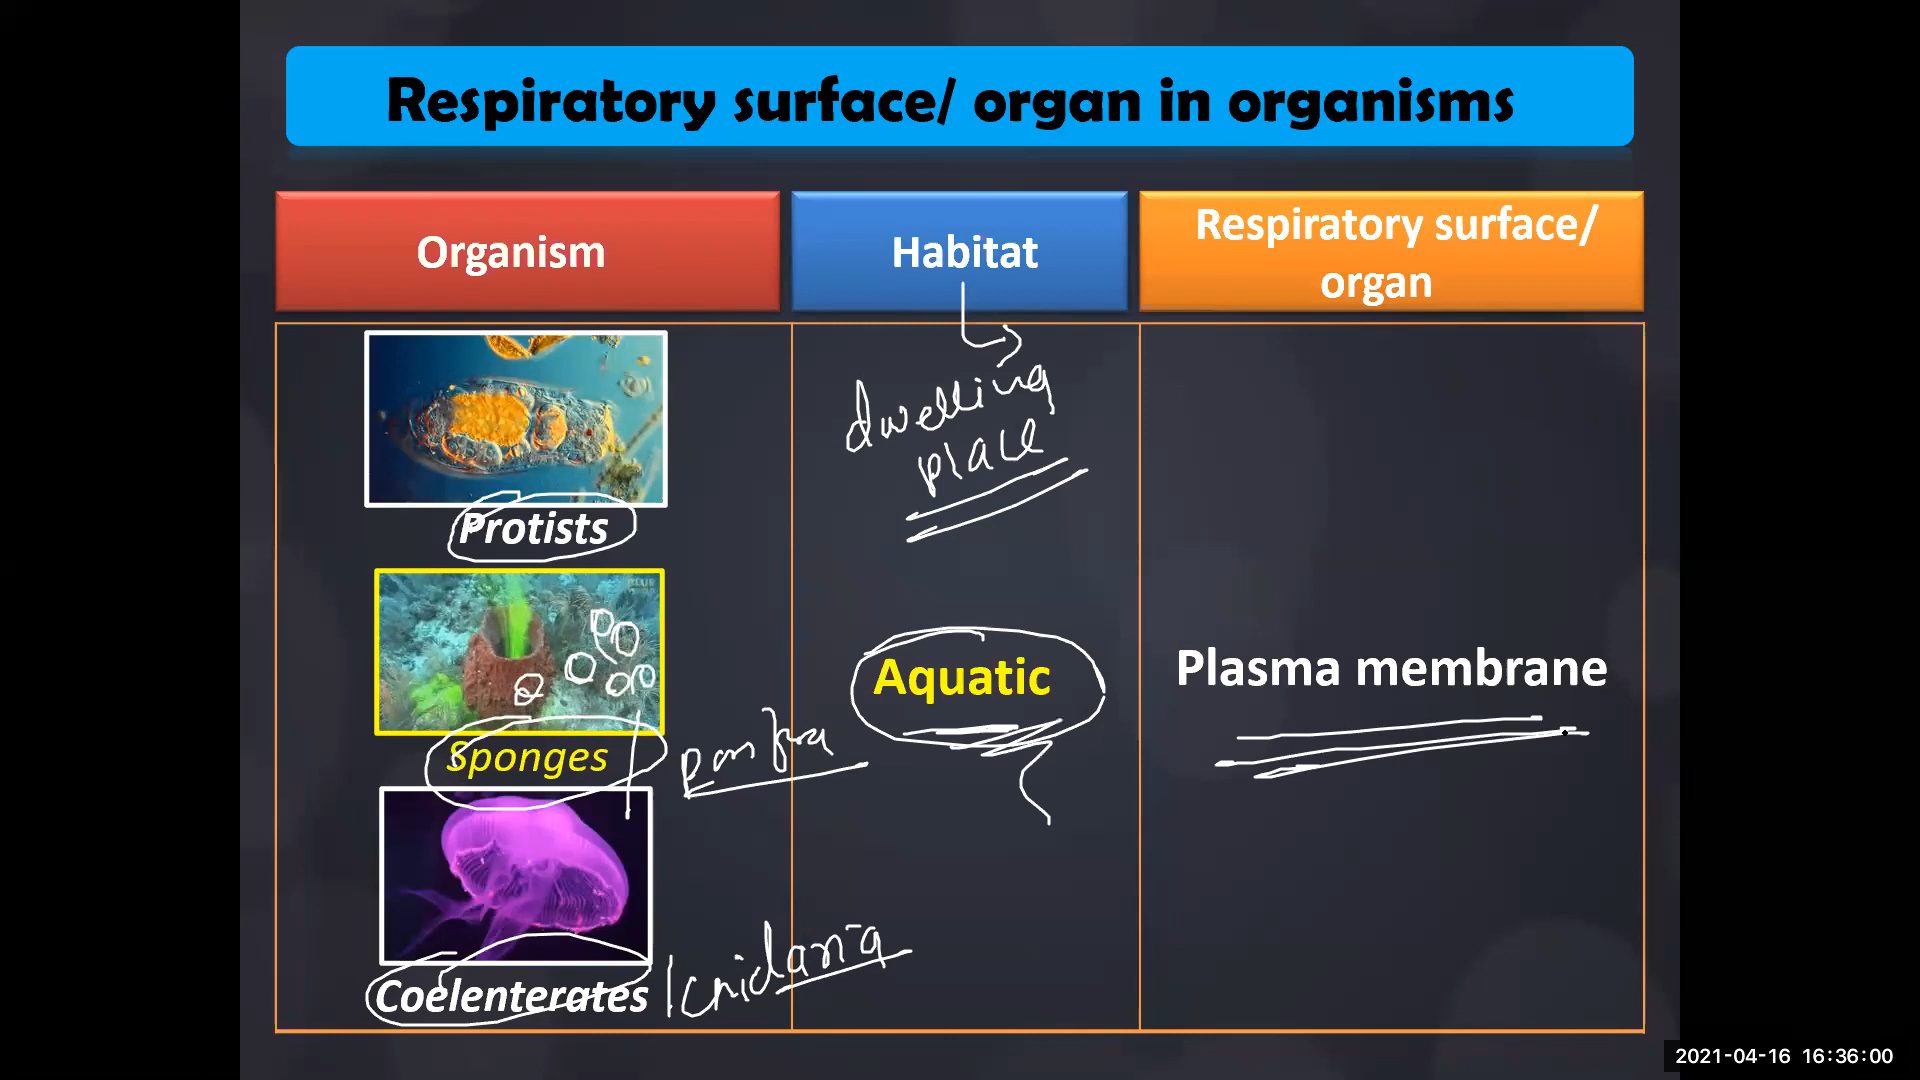 Respiratory surface/ organ in organisms
Organism
Habitat
Respiratory surface/
organ
dwelling
place
Protists
Aquatic
Plasma membrane
Sponges
Coelenterates
/Cnidaria
2021-04-16 16:36:00